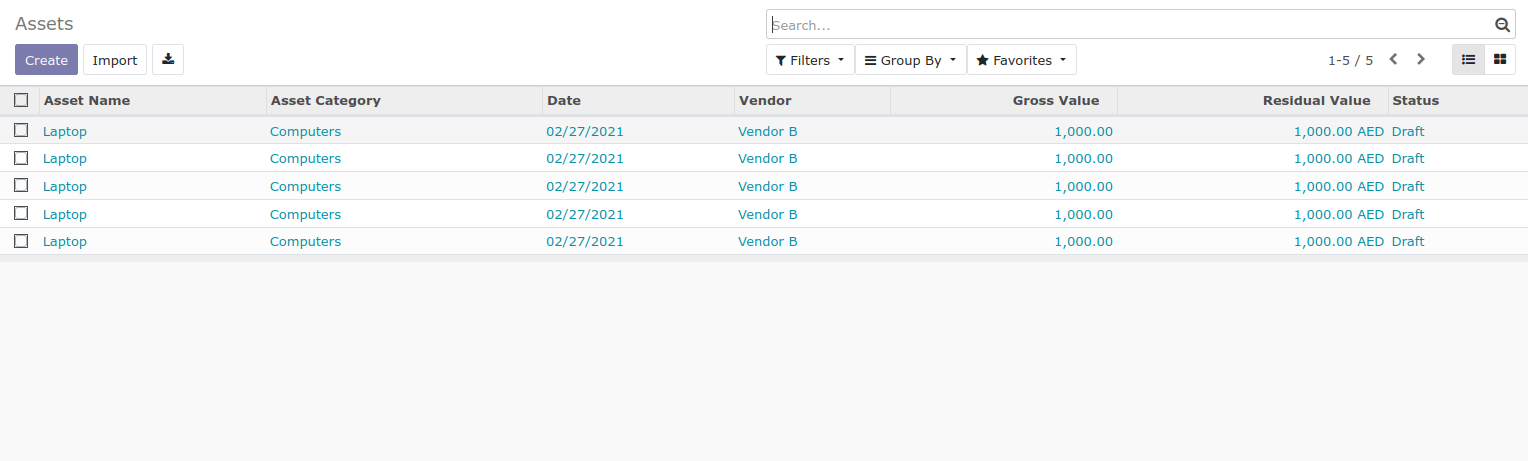 Assets
Search...
Create Import Filters Group By Favorites 1-5 / 5
Asset Name Asset Category Date Vendor Gross Value Residual Value Status
Laptop Computers 02/27/2021 Vendor B 1,000.00 1,000.00 AED Draft
Laptop Computers 02/27/2021 Vendor B 1,000.00 1,000.00 AED Draft
Laptop Computers 02/27/2021 Vendor B 1,000.00 1,000.00 AED Draft
Laptop Computers 02/27/2021 Vendor B 1,000.00 1,000.00 AED Draft
Laptop Computers 02/27/2021 Vendor B 1,000.00 1,000.00 AED Draft